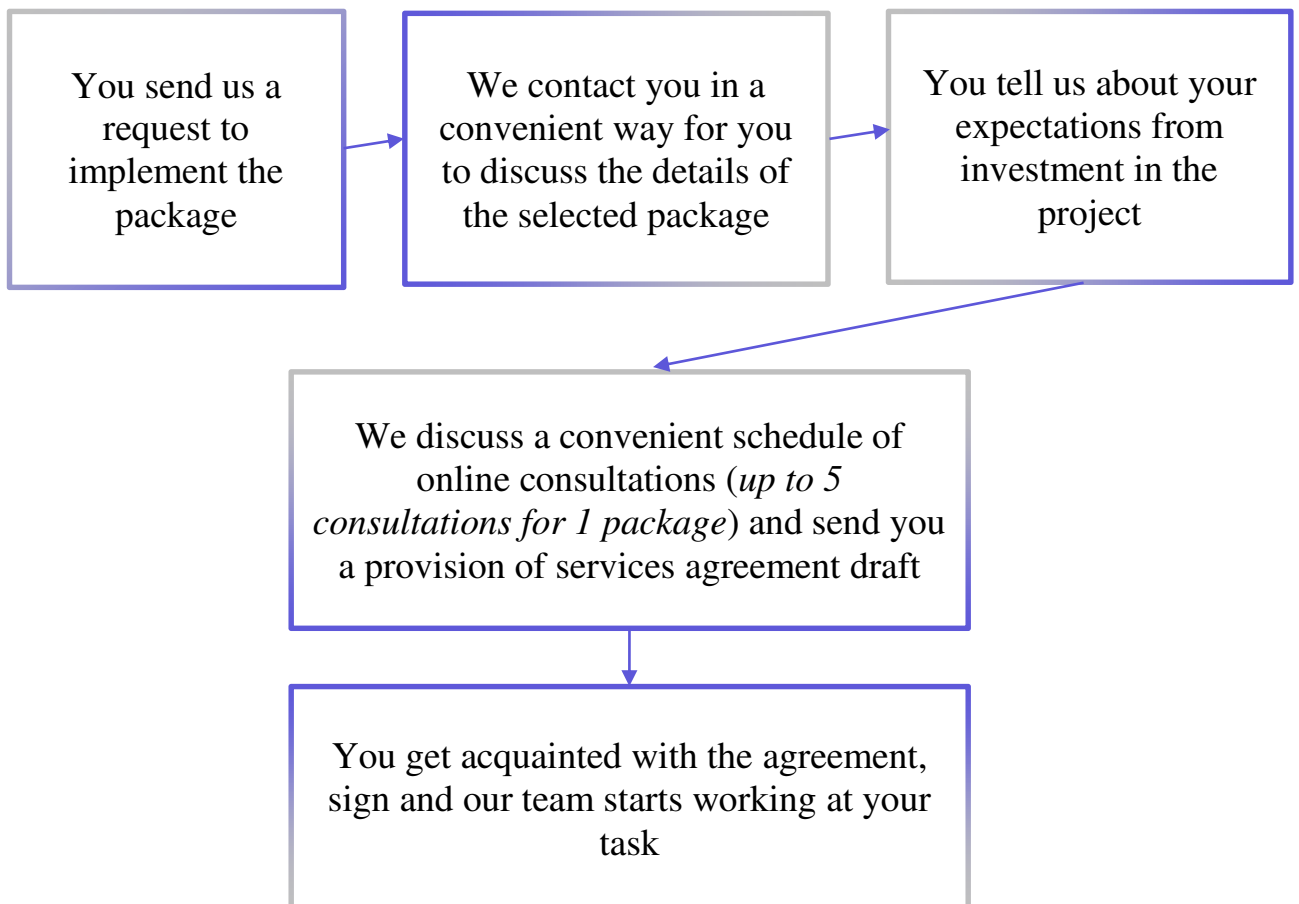 You send us a
request to
implement the
package
We contact you in a
convenient way for you
to discuss the details of
the selected package
You tell us about your
expectations from
investment in the
project
We discuss a convenient schedule of
online consultations (up to 5
consultations for 1 package) and send you
a provision of services agreement draft
You get acquainted with the agreement,
sign and our team starts working at your
task